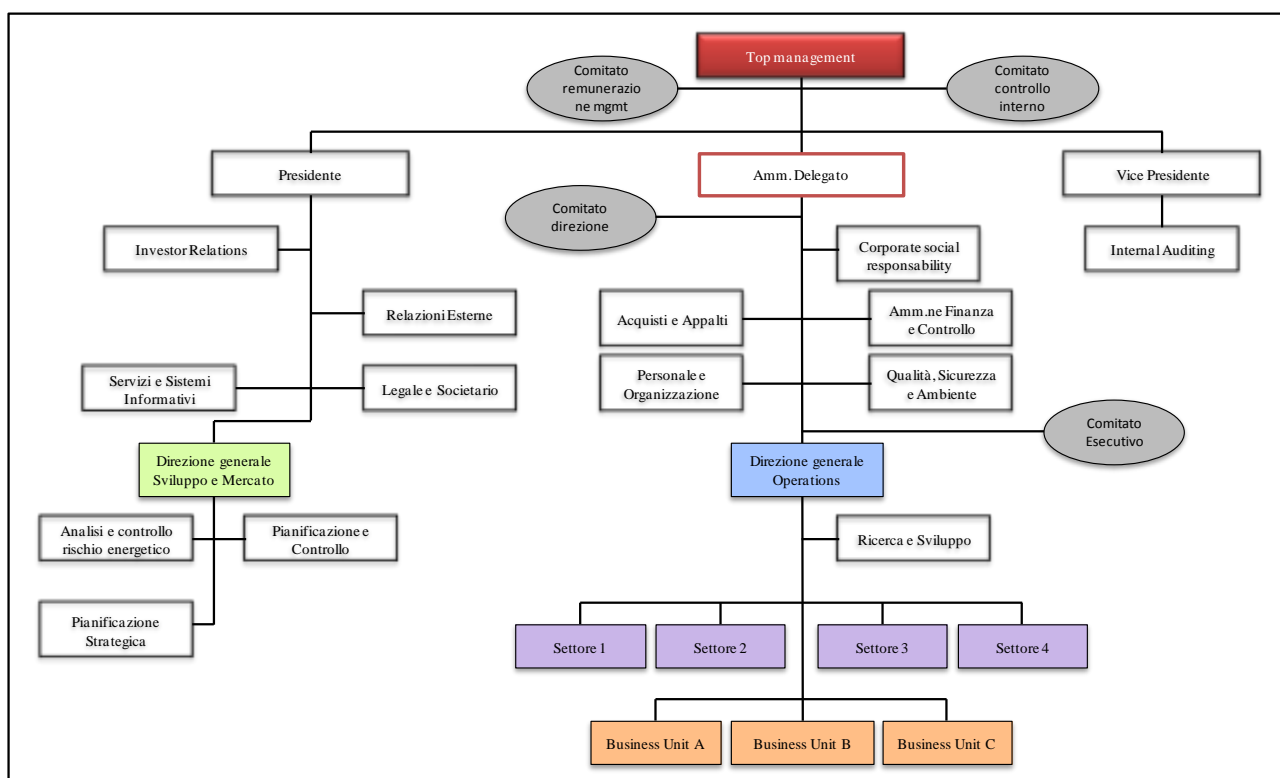 Top management
Comitato
remunerazio
ne mgmt
Comitato
controllo
interno
Presidente
Amm. Delegato
Vice Presidente
Comitato
direzione
Investor Relations
Corporate social
responsability
Internal Auditing
Relazioni Esterne
Acquisti e Appalti
Amm.ne Finanza
e Controllo
Servizi e Sistemi
Informativi
Legale e Societario
Personale e
Organizzazione
Qualità, Sicurezza
e Ambiente
Comitato
Esecutivo
Direzione generale
Sviluppo e Mercato
Direzione generale
Operations
Analisi e controllo
rischio energetico
Pianificazione e
Controllo
Ricerca e Sviluppo
Pianificazione
Strategica
Settore 1
Settore 2
Settore 3
Settore 4
Business Unit A
Business Unit B
Business Unit C